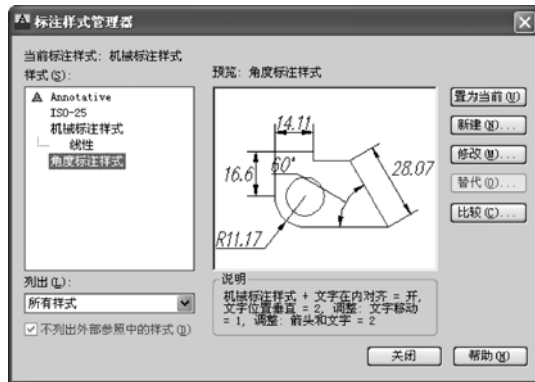 标注样式管理器
当前标注样式: 机械标注样式
样式(S):
Annotative
ISO-25
机械标注样式
线性
角度标注样式
预览: 角度标注样式
14.11
16.6
60°
28.07
R11.17
置为当前(U)
新建(N)...
修改(M)...
替代(O)...
比较(C)...
列出(L):
所有样式
不列出外部参照中的样式(D)
说明
机械标注样式 + 文字在内对齐 = 开,
文字位置垂直 = 2, 调整: 文字移动
= 1, 调整: 箭头和文字 = 2
关闭
帮助(H)